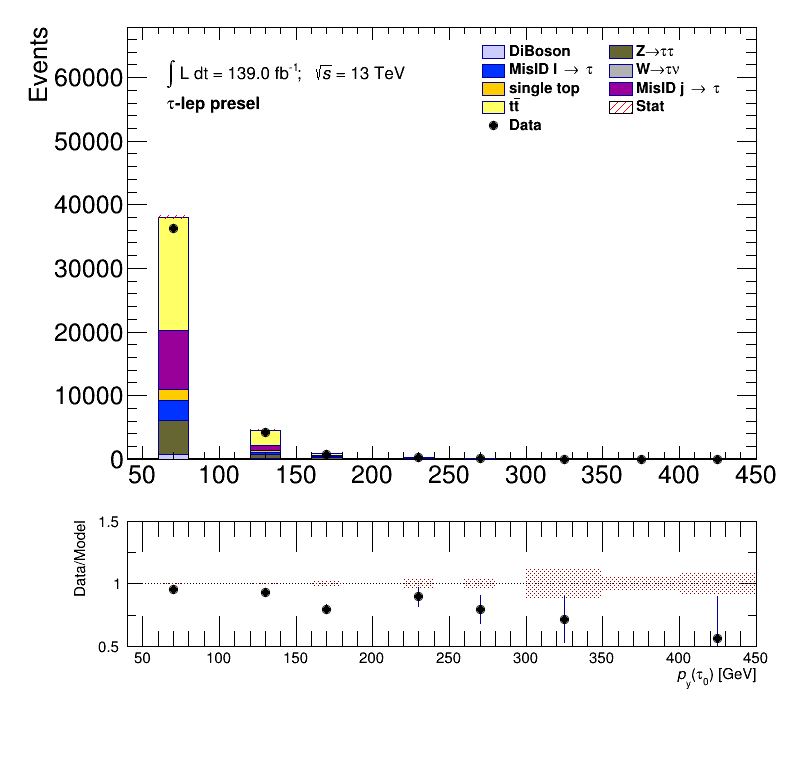 Events
∫ L dt = 139.0 fb⁻¹; √s = 13 TeV
τ-lep presel
DiBoson
MisID l → τ
single top
tt̄
Data
Z→ττ
W→τν
MisID j → τ
Stat
60000
50000
40000
30000
20000
10000
0
50 100 150 200 250 300 350 400 450
Data/Model
1.5
1
0.5
50 100 150 200 250 300 350 400 450
p_y(τ_0) [GeV]